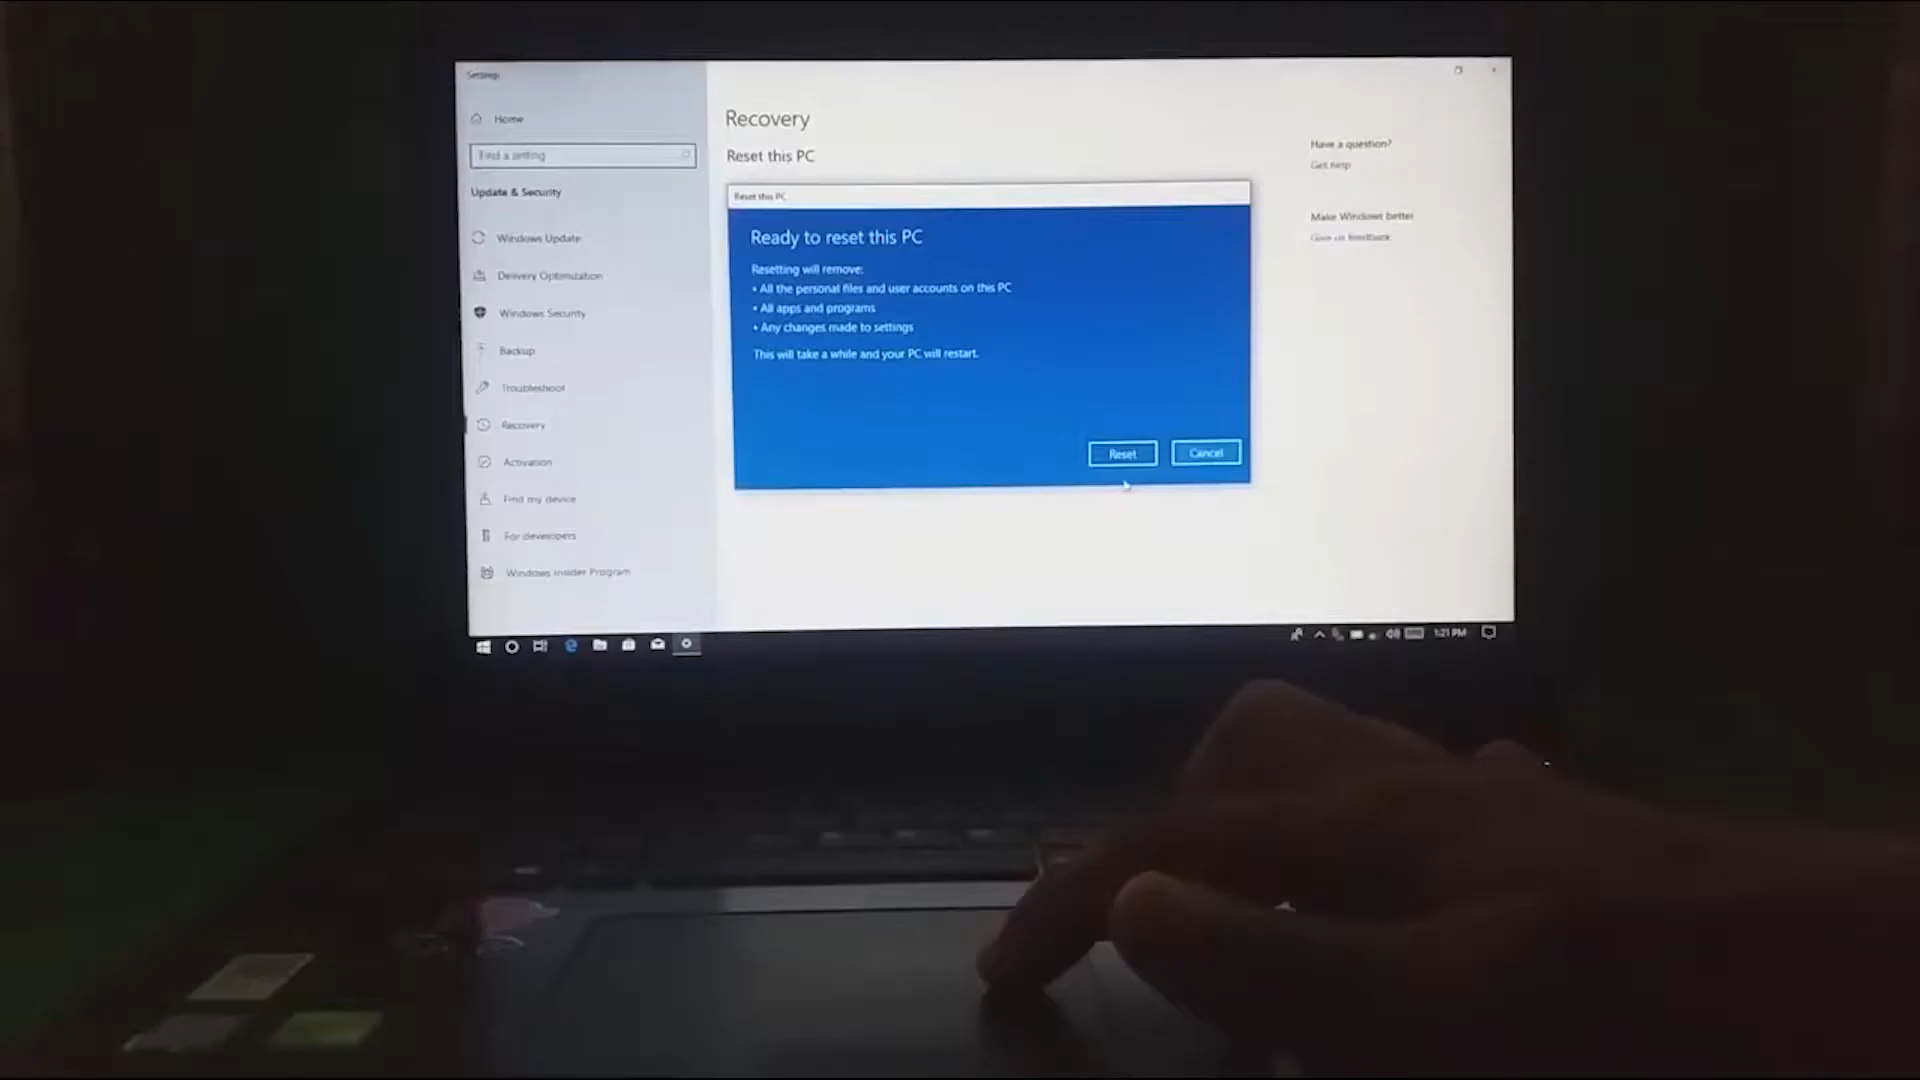 Settings
Home
Find a setting
Update & Security
Windows Update
Delivery Optimization
Windows Security
Backup
Troubleshoot
Recovery
Activation
Find my device
For developers
Windows Insider Program
Recovery
Reset this PC
Reset this PC
Ready to reset this PC
Resetting will remove:
• All the personal files and user accounts on this PC
• All apps and programs
• Any changes made to settings
This will take a while and your PC will restart.
Reset
Cancel
Have a question?
Get help
Make Windows better
Give us feedback
1:21 PM